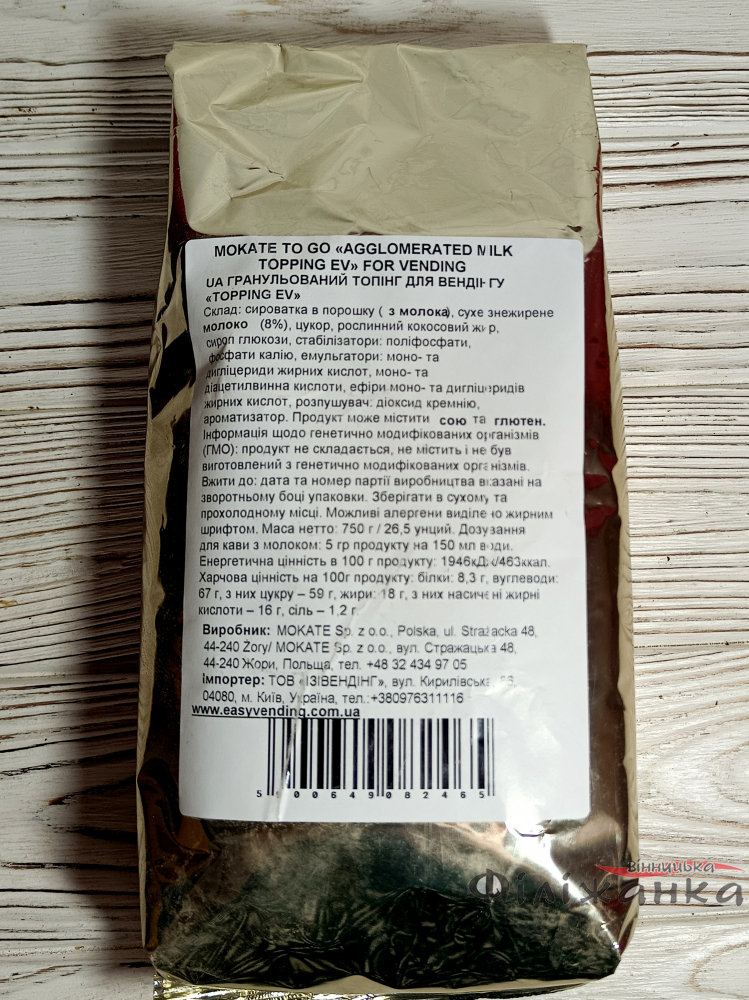 MOKATE TO GO «AGGLOMERATED MILK
TOPPING EV» FOR VENDING
UA ГРАНУЛЬОВАНИЙ ТОПІНГ ДЛЯ ВЕНДІНГУ
«TOPPING EV»
Склад: сироватка в порошку ( з молока), сухе знежирене
молоко (8%), цукор, рослинний кокосовий жир,
сироп глюкози, стабілізатори: поліфосфати,
фосфати калію, емульгатори: моно- та
дигліцериди жирних кислот, моно- та
діацетилвинна кислоти, ефіри моно- та дигліцеридів
жирних кислот, розпушувач: діоксид кремнію,
ароматизатор. Продукт може містити сою та глютен.
Інформація щодо генетично модифікованих організмів
(ГМО): продукт не складається, не містить і не був
виготовлений з генетично модифікованих організмів.
Вжити до: дата та номер партії виробництва вказані на
зворотньому боці упаковки. Зберігати в сухому та
прохолодному місці. Можливі алергени виділено жирним
шрифтом. Маса нетто: 750 г / 26,5 унций. Дозування
для кави з молоком: 5 гр продукту на 150 мл води.
Енергетична цінність в 100 г продукту: 1946кДж/463ккал.
Харчова цінність на 100г продукту: білки: 8,3 г, вуглеводи:
67 г, з них цукру – 59 г, жири: 18 г, з них насичені жирні
кислоти – 16 г, сіль – 1.2 г.
Виробник: MOKATE Sp. z o.o., Polska, ul. Strażacka 48,
44-240 Żory/ MOKATE Sp. z o.o., вул. Стражацька 48,
44-240 Жори, Польща, тел. +48 32 434 97 05
Імпортер: ТОВ «ІЗІВЕНДІНГ», вул. Кирилівська,
04080, м. Київ, Україна, тел.:+380976311116
www.easyvending.com.ua
5900649082465
Вінницька
Філіжанка